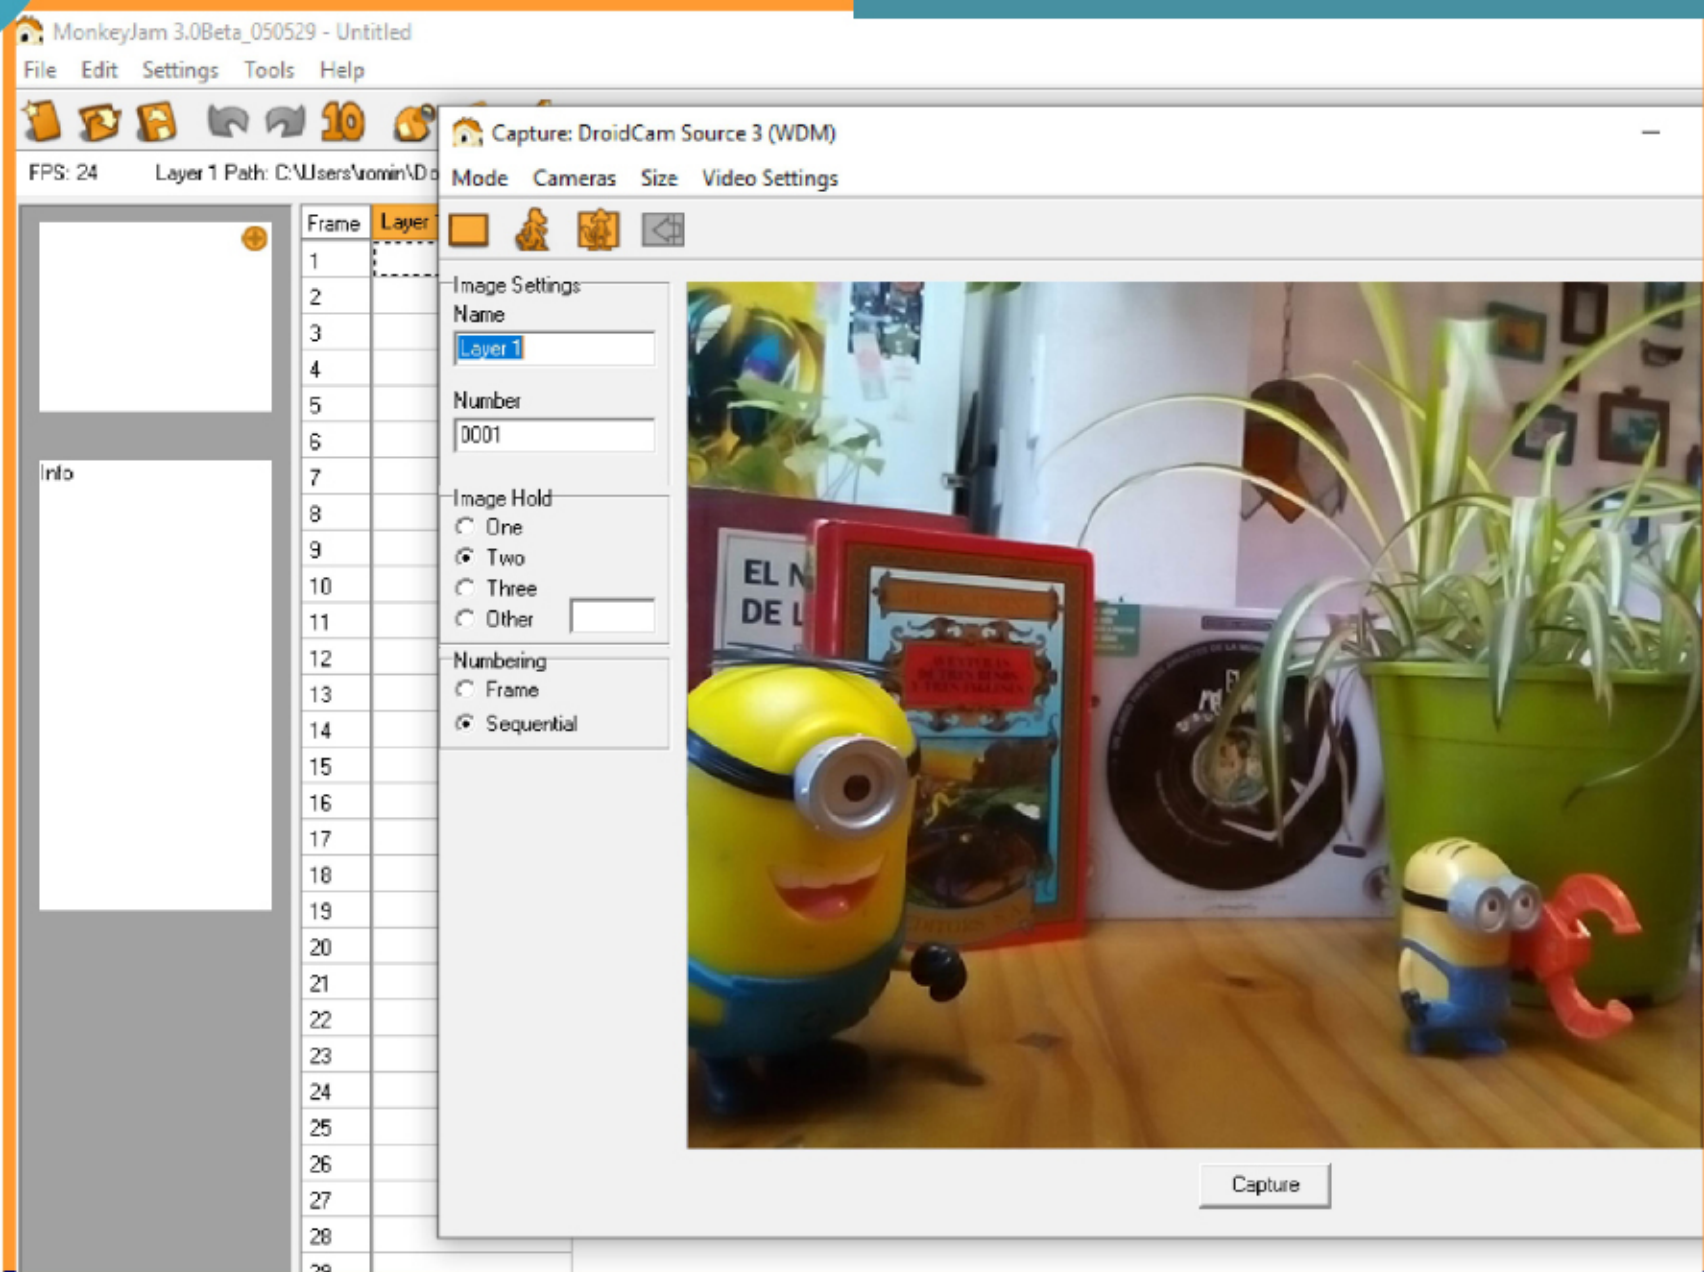 MonkeyJam 3.0Beta_050529 - Untitled
File Edit Settings Tools Help
10
FPS: 24 Layer 1 Path: C:\Users\romin\Do
Capture: DroidCam Source 3 (WDM)
Mode Cameras Size Video Settings
Frame Layer
Info
1
2
3
4
5
6
7
8
9
10
11
12
13
14
15
16
17
18
19
20
21
22
23
24
25
26
27
28
29
Image Settings
Name
Layer 1
Number
0001
Image Hold
One
Two
Three
Other
Numbering
Frame
Sequential
EL N
DE L
Capture